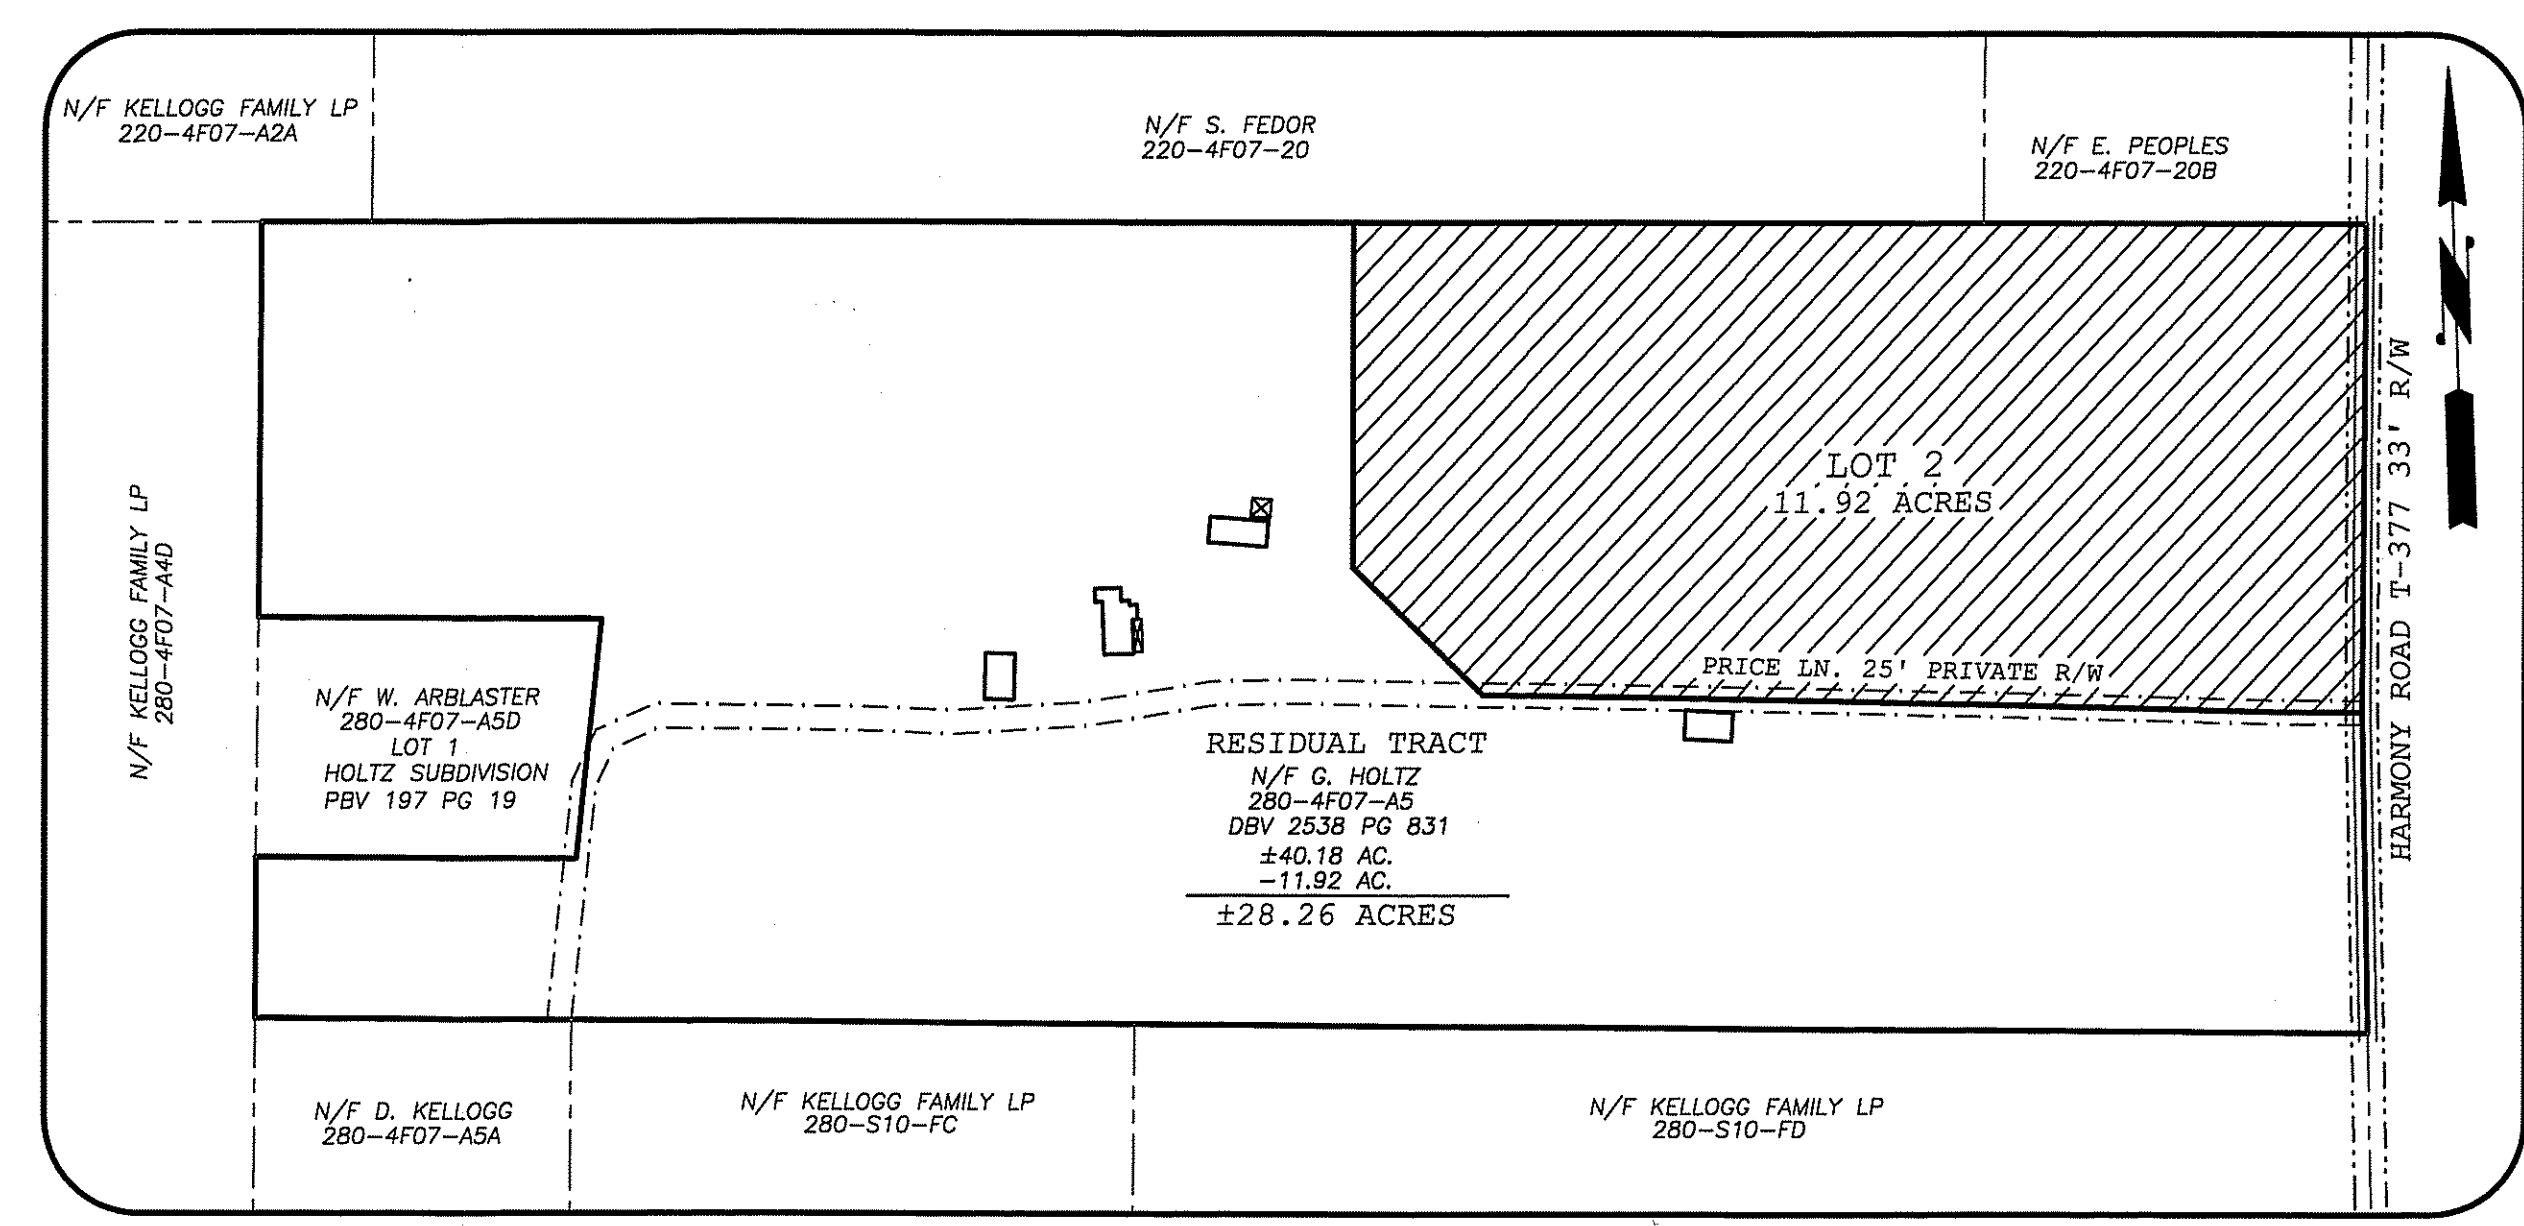 N/F KELLOGG FAMILY LP
220-4F07-A2A
N/F S. FEDOR
220-4F07-20
N/F E. PEOPLES
220-4F07-20B
N
LOT 2
11.92 ACRES
HARMONY ROAD T-377 33' R/W
N/F KELLOGG FAMILY LP
280-4F07-A4D
PRICE LN. 25' PRIVATE R/W
N/F W. ARBLASTER
280-4F07-A5D
LOT 1
HOLTZ SUBDIVISION
PBV 197 PG 19
RESIDUAL TRACT
N/F G. HOLTZ
280-4F07-A5
DBV 2538 PG 831
±40.18 AC.
-11.92 AC.
±28.26 ACRES
N/F D. KELLOGG
280-4F07-A5A
N/F KELLOGG FAMILY LP
280-S10-FC
N/F KELLOGG FAMILY LP
280-S10-FD